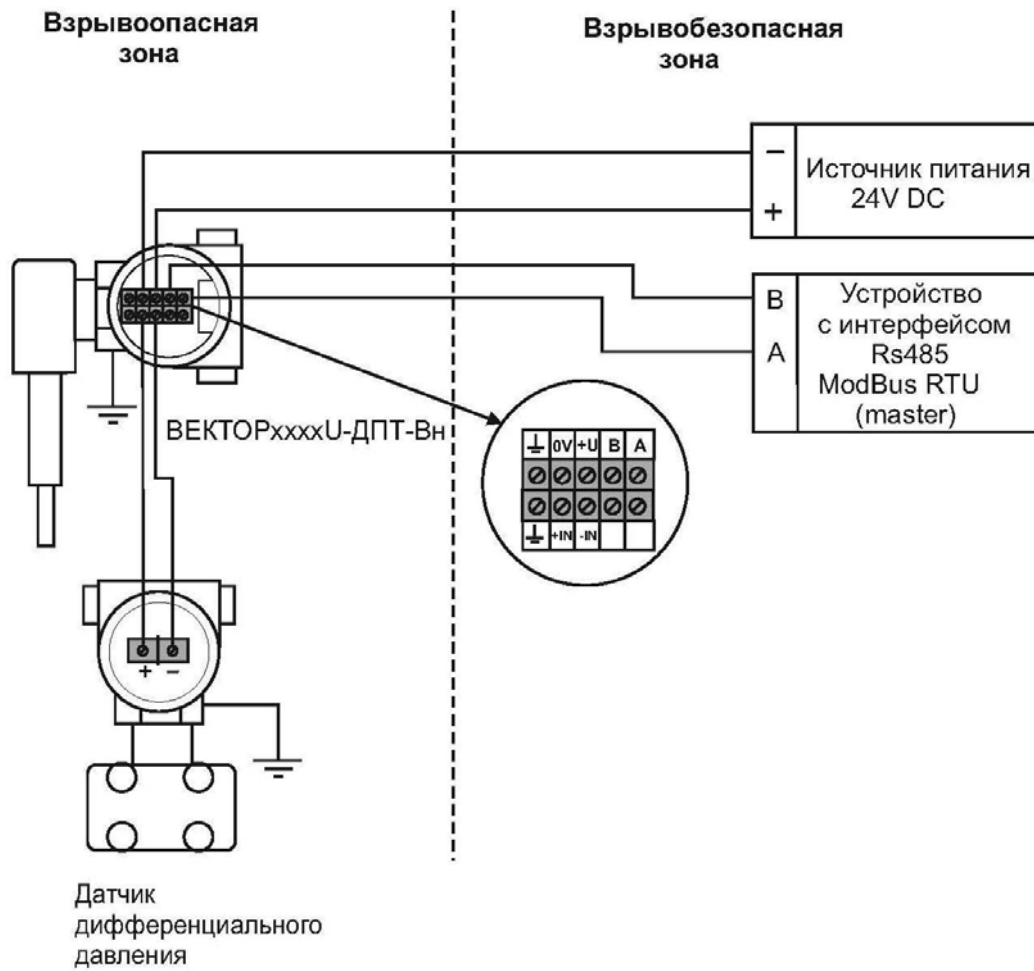 Взрывоопасная
зона
Взрывобезопасная
зона
−
+
Источник питания
24V DC
B
A
Устройство
с интерфейсом
Rs485
ModBus RTU
(master)
ВЕКТОРxxxxU-ДПТ-Вн
0V +U B A
+IN -IN
+ −
Датчик
дифференциального
давления